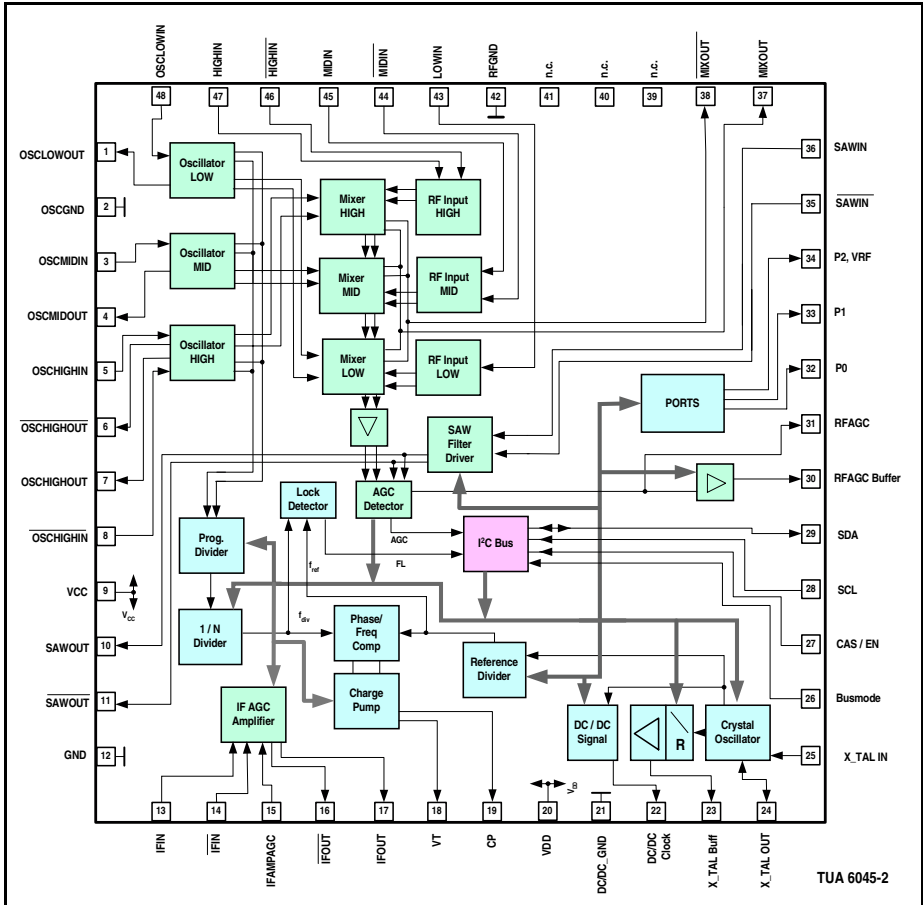 OSCLOWIN
HIGHIN
HIGHIN
MIDIN
MIDIN
LOWIN
RFGND
n.c.
n.c.
n.c.
MIXOUT
MIXOUT
48
47
46
45
44
43
42
41
40
39
38
37
OSCLOWOUT 1
OSCGND 2
OSCMIDIN 3
OSCMIDOUT 4
OSCHIGHIN 5
OSCHIGHOUT 6
OSCHIGHOUT 7
OSCHIGHIN 8
VCC 9
VCC
SAWOUT 10
SAWOUT 11
GND 12
Oscillator
LOW
Oscillator
MID
Oscillator
HIGH
Mixer
HIGH
Mixer
MID
Mixer
LOW
RF Input
HIGH
RF Input
MID
RF Input
LOW
SAW
Filter
Driver
PORTS
Lock
Detector
AGC
Detector
AGC
FL
I²C Bus
Prog.
Divider
1 / N
Divider
fref
fdiv
Phase/
Freq
Comp
Charge
Pump
Reference
Divider
IF AGC
Amplifier
DC / DC
Signal
R
Crystal
Oscillator
36 SAWIN
35 SAWIN
34 P2, VRF
33 P1
32 P0
31 RFAGC
30 RFAGC Buffer
29 SDA
28 SCL
27 CAS / EN
26 Busmode
25 X_TAL IN
VB
13
14
15
16
17
18
19
20
21
22
23
24
IFIN
IFIN
IFAMPAGC
IFOUT
IFOUT
VT
CP
VDD
DC/DC_GND
DC/DC
Clock
X_TAL Buff
X_TAL OUT
TUA 6045-2